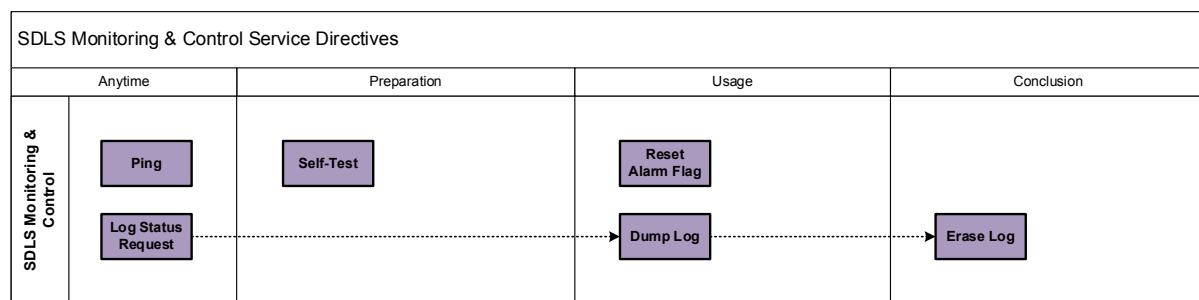 SDLS Monitoring & Control Service Directives
Anytime
Preparation
Usage
Conclusion
SDLS Monitoring &
Control
Ping
Self-Test
Reset
Alarm Flag
Log Status
Request
Dump Log
Erase Log